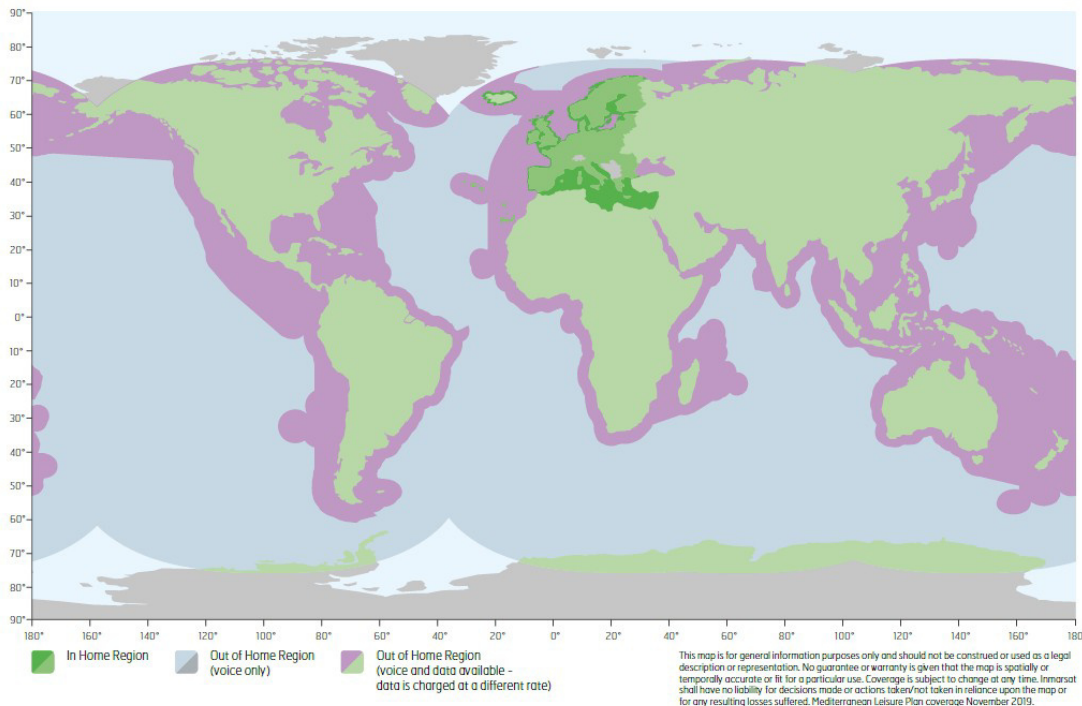 90°
80°
70°
60°
50°
40°
30°
20°
10°
0°
10°
20°
30°
40°
50°
60°
70°
80°
90°
180° 160° 140° 120° 100° 80° 60° 40° 20° 0° 20° 40° 60° 80° 100° 120° 140° 160° 180
In Home Region
Out of Home Region
(voice only)
Out of Home Region
(voice and data available –
data is charged at a different rate)
This map is for general information purposes only and should not be construed or used as a legal
description or representation. No guarantee or warranty is given that the map is spatially or
temporally accurate or fit for a particular use. Coverage is subject to change at any time. Inmarsat
shall have no liability for decisions made or actions taken/not taken in reliance upon the map or
for any resulting losses suffered. Mediterranean Leisure Plan coverage November 2019.